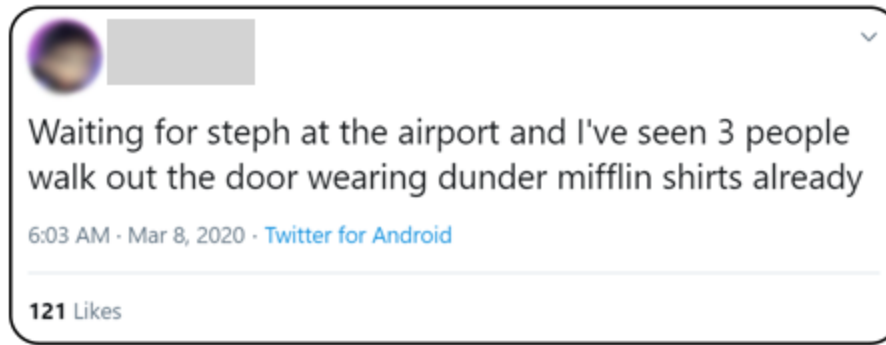 Waiting for steph at the airport and I've seen 3 people
walk out the door wearing dunder mifflin shirts already
6:03 AM · Mar 8, 2020 · Twitter for Android
121 Likes